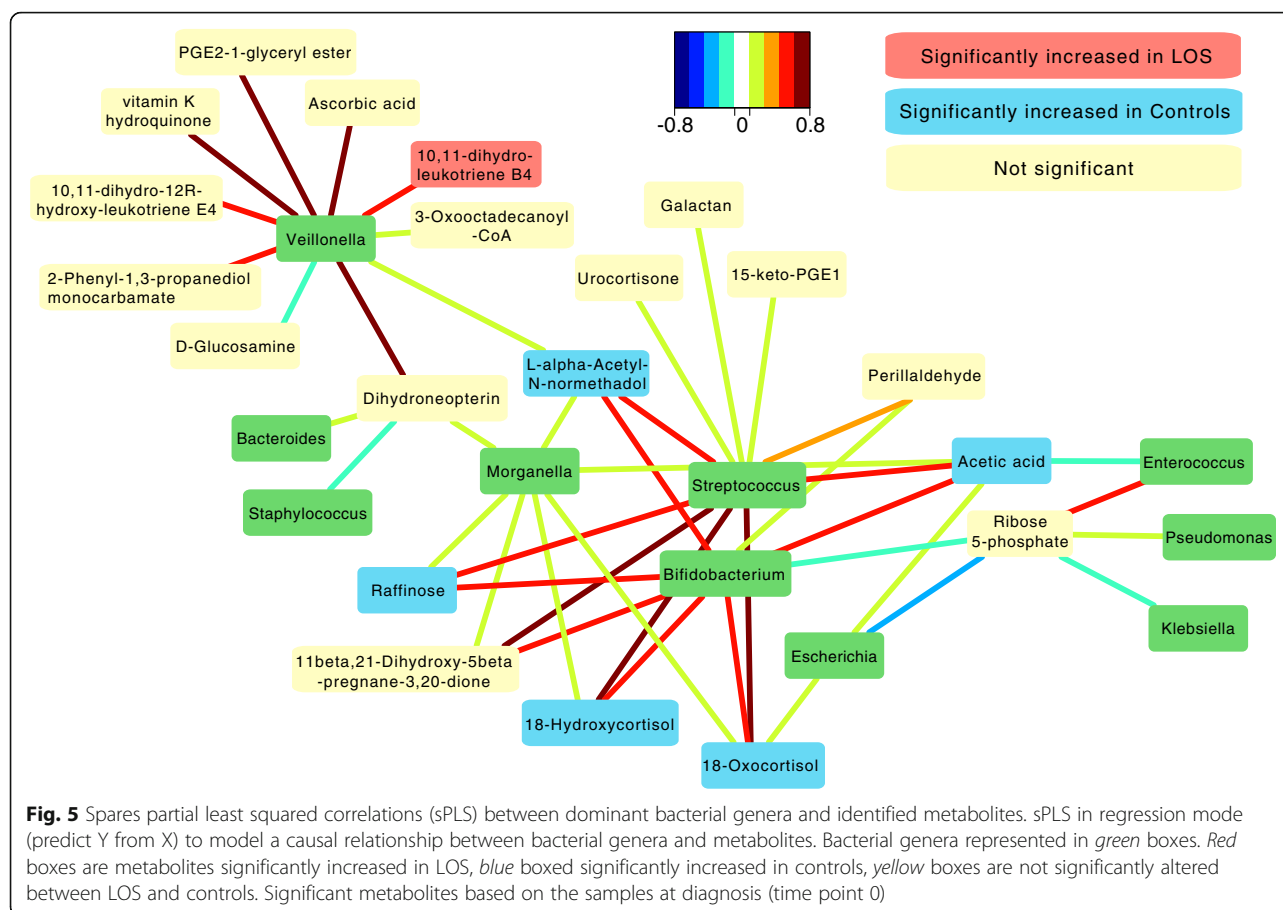 PGE2-1-glyceryl ester
vitamin K
hydroquinone
Ascorbic acid
10,11-dihydro-
leukotriene B4
10,11-dihydro-12R-
hydroxy-leukotriene E4
3-Oxooctadecanoyl
-CoA
Veillonella
2-Phenyl-1,3-propanediol
monocarbamate
D-Glucosamine
-0.8
0
0.8
Significantly increased in LOS
Significantly increased in Controls
Not significant
Galactan
Urocortisone
15-keto-PGE1
L-alpha-Acetyl-
N-normethadol
Perillaldehyde
Dihydroneopterin
Bacteroides
Morganella
Staphylococcus
Streptococcus
Acetic acid
Enterococcus
Ribose
5-phosphate
Pseudomonas
Bifidobacterium
Raffinose
Klebsiella
Escherichia
11beta,21-Dihydroxy-5beta
-pregnane-3,20-dione
18-Hydroxycortisol
18-Oxocortisol
Fig. 5 Spares partial least squared correlations (sPLS) between dominant bacterial genera and identified metabolites. sPLS in regression mode
(predict Y from X) to model a causal relationship between bacterial genera and metabolites. Bacterial genera represented in green boxes. Red
boxes are metabolites significantly increased in LOS, blue boxed significantly increased in controls, yellow boxes are not significantly altered
between LOS and controls. Significant metabolites based on the samples at diagnosis (time point 0)